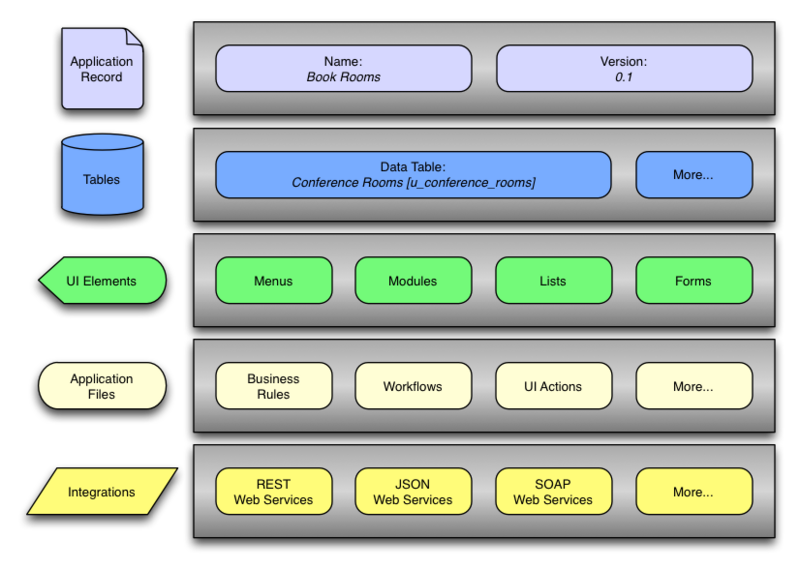 Application
Record
Name:
Book Rooms
Version:
0.1
Tables
Data Table:
Conference Rooms [u_conference_rooms]
More...
UI Elements
Menus
Modules
Lists
Forms
Application
Files
Business
Rules
Workflows
UI Actions
More...
Integrations
REST
Web Services
JSON
Web Services
SOAP
Web Services
More...